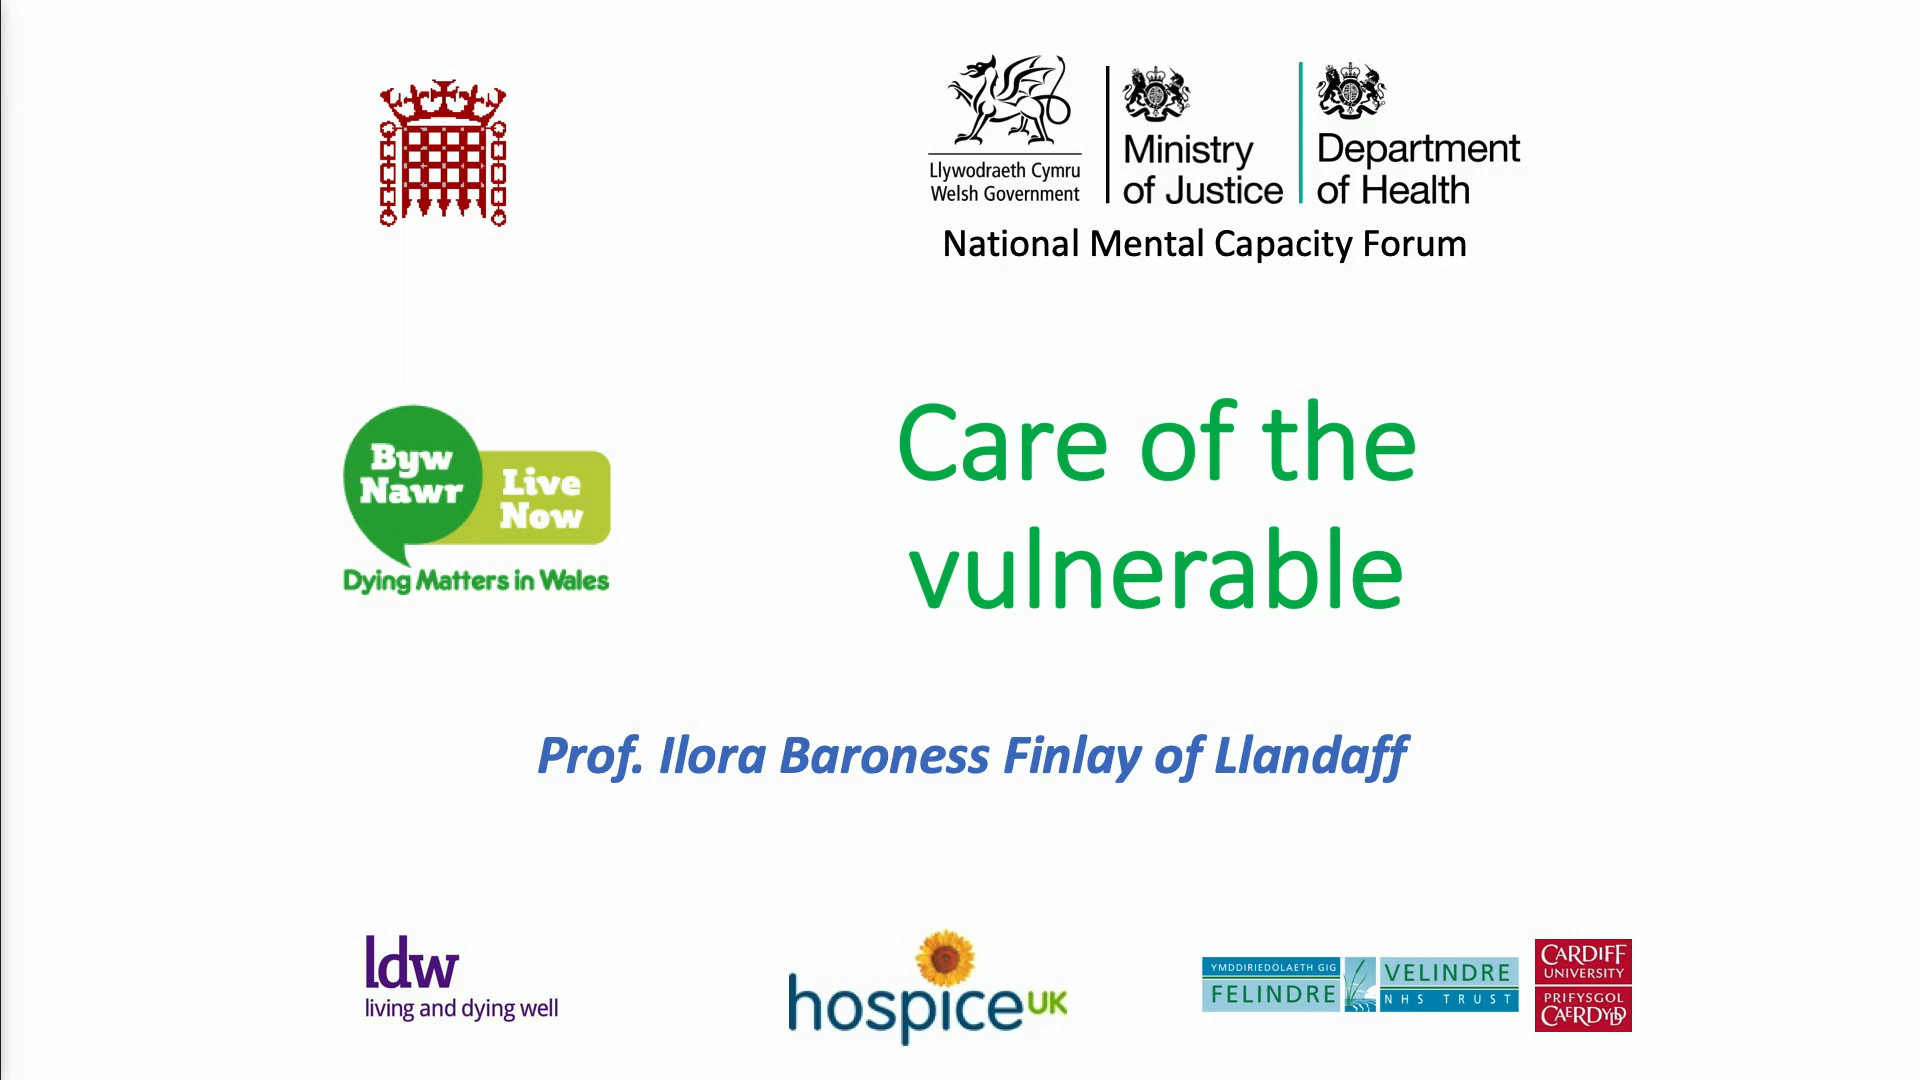 Llywodraeth Cymru
Welsh Government
Ministry
of Justice
Department
of Health
National Mental Capacity Forum
Byw
Nawr
Live
Now
Dying Matters in Wales
Care of the
vulnerable
Prof. Ilora Baroness Finlay of Llandaff
ldw
living and dying well
hospice UK
YMDDIRIEDOLAETH GIG
FELINDRE
VELINDRE
NHS TRUST
CARDIFF
UNIVERSITY
PRIFYSGOL
CAERDYDD